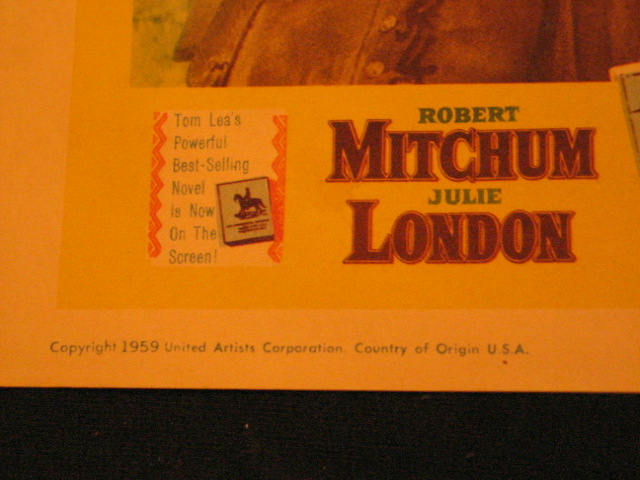 Tom Lea's
Powerful
Best-Selling
Novel
is Now
On The
Screen!
ROBERT
MITCHUM
JULIE
LONDON
Copyright 1959 United Artists Corporation. Country of Origin U.S.A.